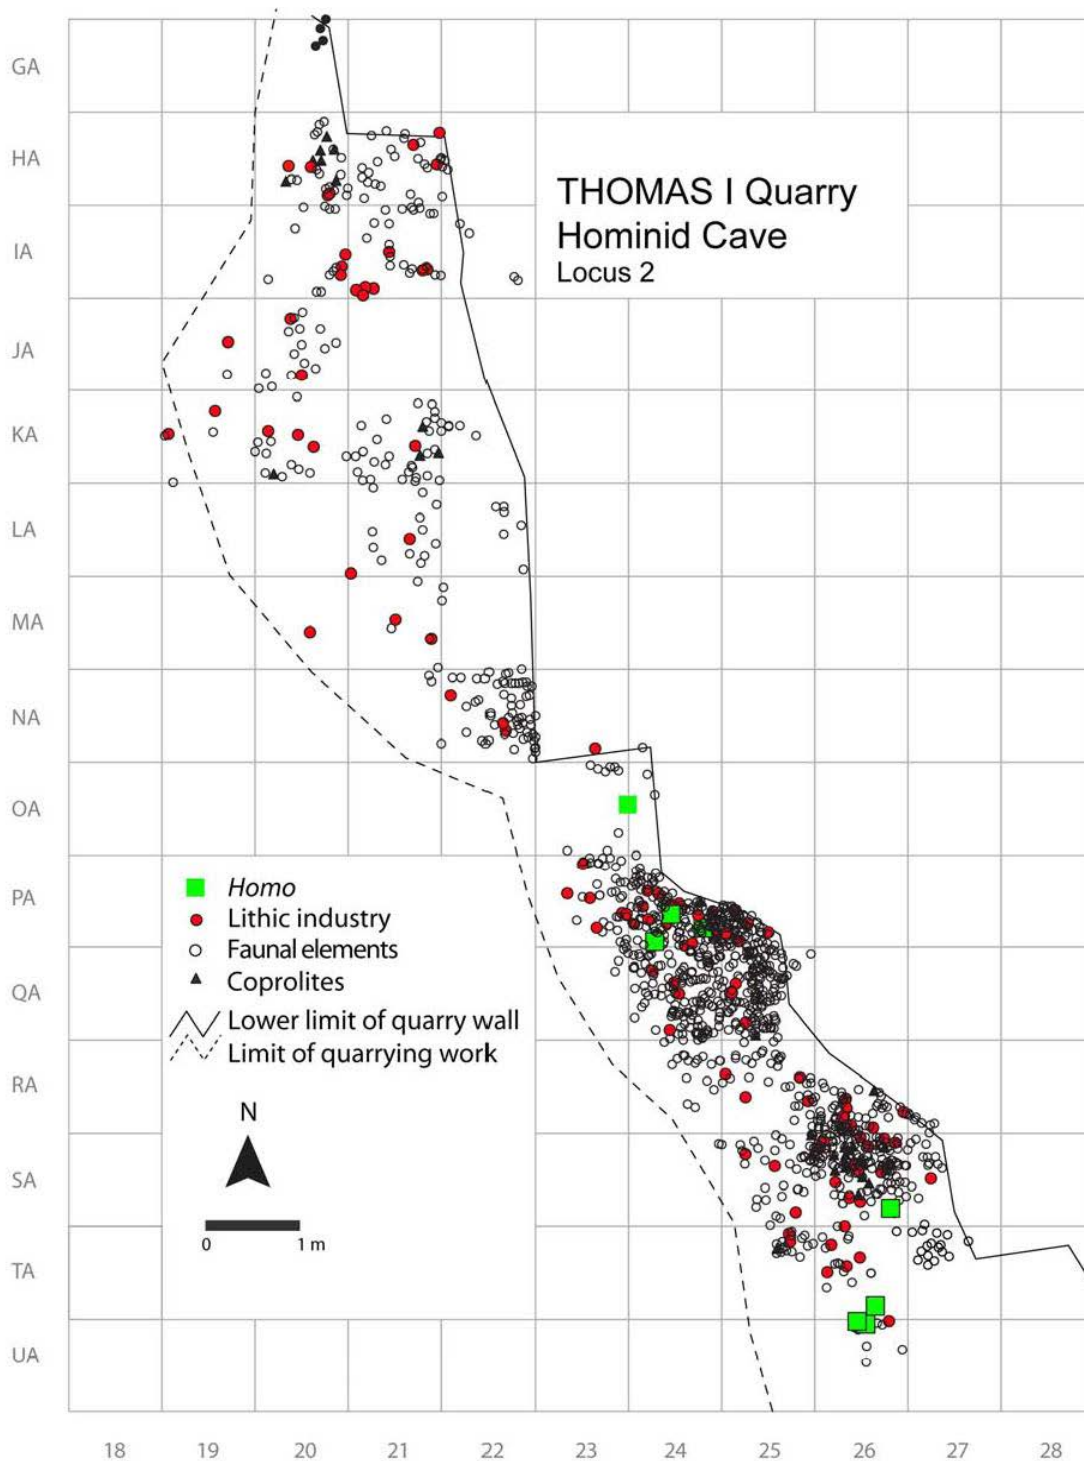 GA
HA
THOMAS I Quarry
Hominid Cave
Locus 2
IA
JA
KA
LA
MA
NA
OA
PA
Homo
Lithic industry
Faunal elements
Coprolites
QA
Lower limit of quarry wall
Limit of quarrying work
RA
N
SA
0 1 m
TA
UA
18 19 20 21 22 23 24 25 26 27 28